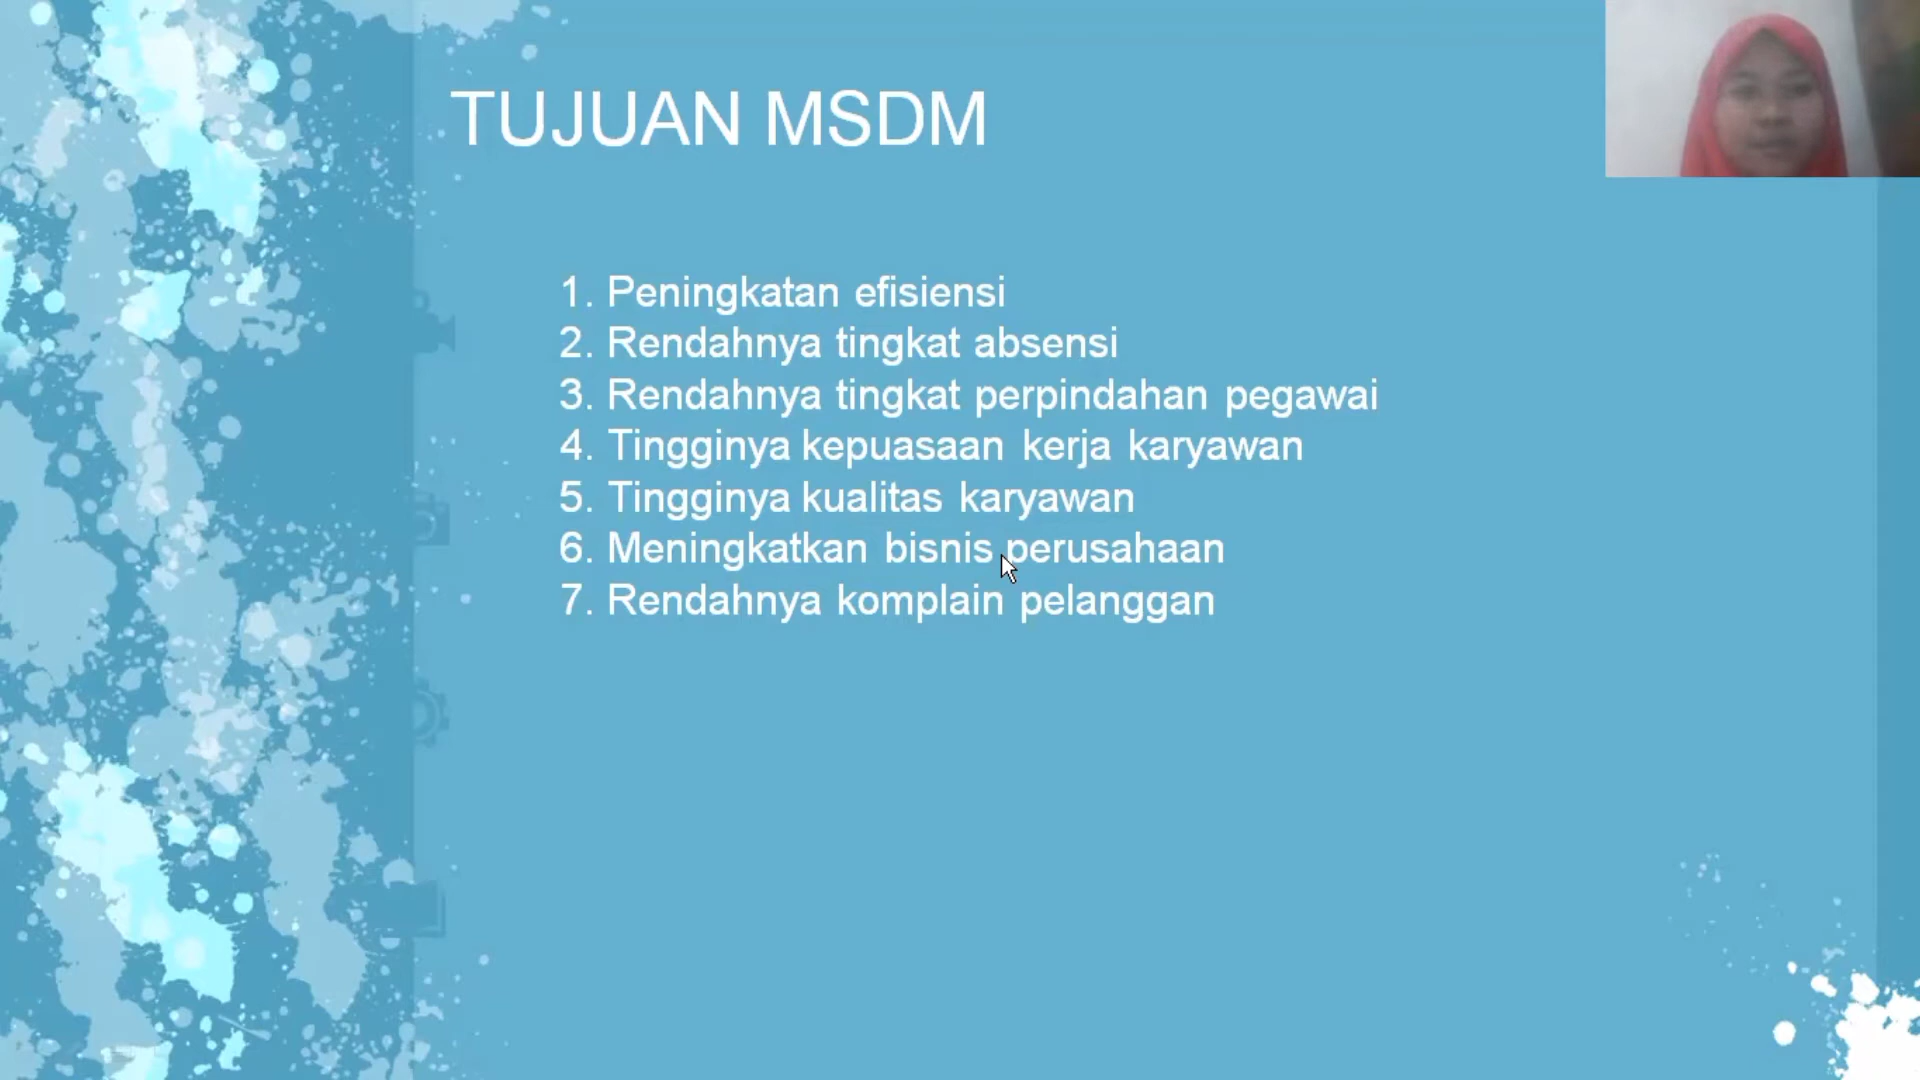 TUJUAN MSDM
1. Peningkatan efisiensi
2. Rendahnya tingkat absensi
3. Rendahnya tingkat perpindahan pegawai
4. Tingginya kepuasaan kerja karyawan
5. Tingginya kualitas karyawan
6. Meningkatkan bisnis perusahaan
7. Rendahnya komplain pelanggan